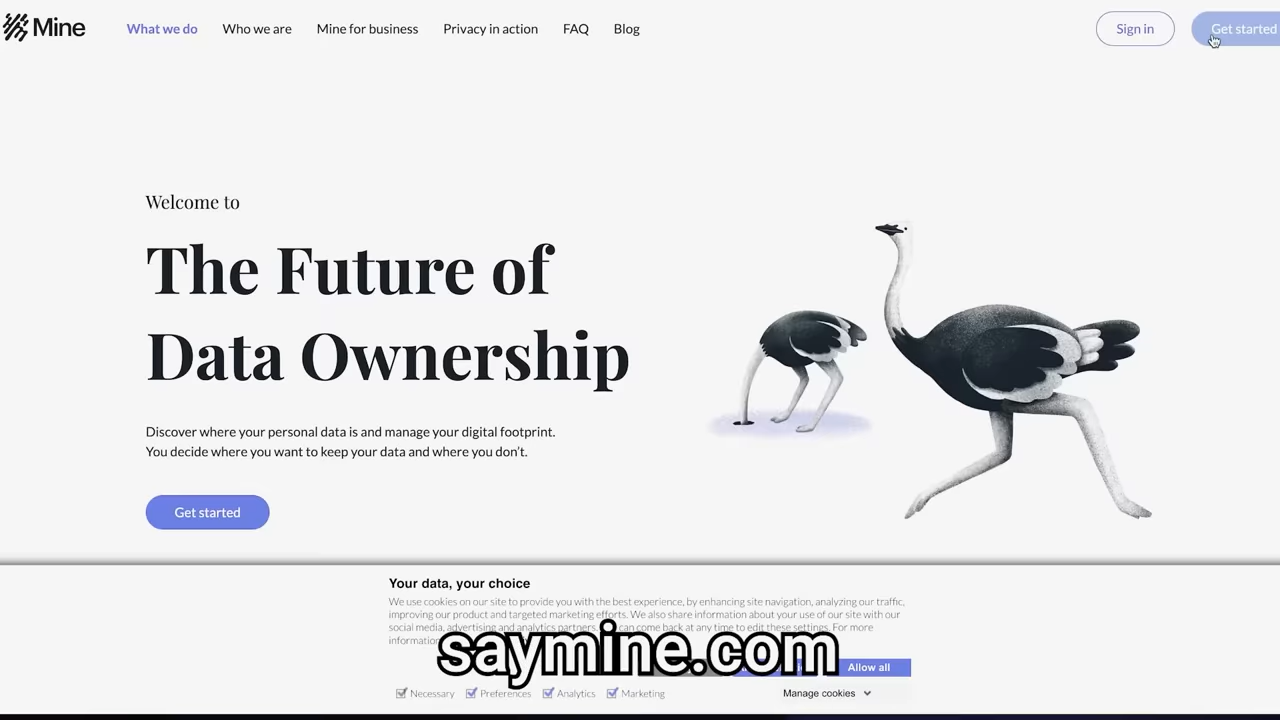 Mine
What we do
Who we are
Mine for business
Privacy in action
FAQ
Blog
Sign in
Get started
Welcome to
The Future of
Data Ownership
Discover where your personal data is and manage your digital footprint.
You decide where you want to keep your data and where you don't.
Get started
Your data, your choice
We use cookies on our site to provide you with the best experience, by enhancing site navigation, analyzing our traffic,
improving our product and targeted marketing efforts. We also share information about your use of our site with our
social media, advertising and analytics partners. can come back at any time to edit these settings. For more
information
saymine.com
Allow all
Necessary
Preferences
Analytics
Marketing
Manage cookies